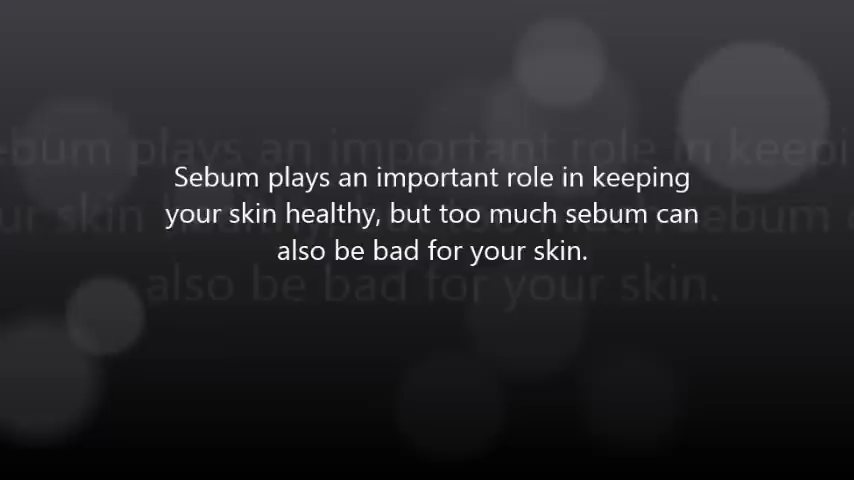 Sebum plays an important role in keeping
your skin healthy, but too much sebum can
also be bad for your skin.